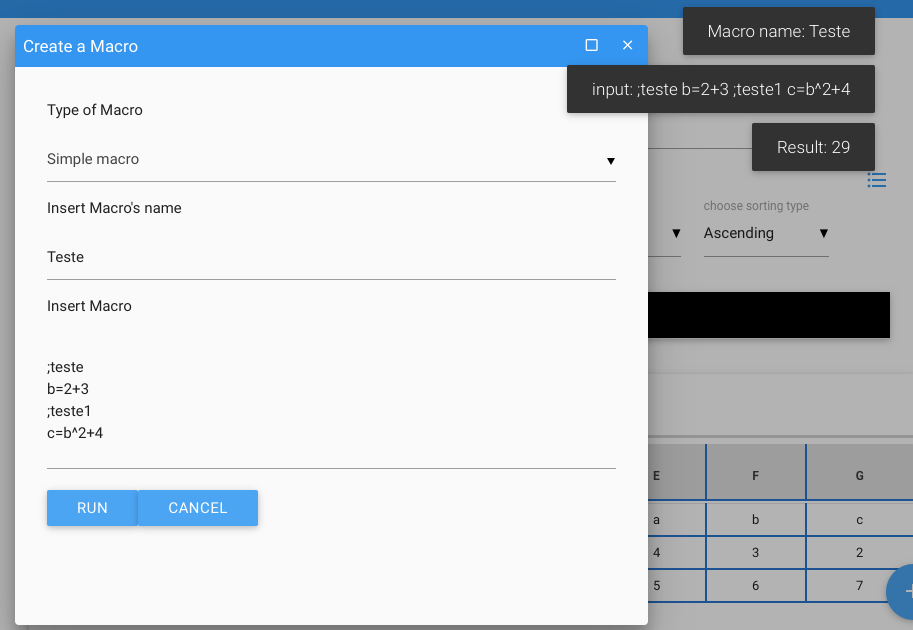 Create a Macro
Macro name: Teste
input: ;teste b=2+3 ;teste1 c=b^2+4
Result: 29
Type of Macro
Simple macro
Insert Macro's name
Teste
Insert Macro
;teste
b=2+3
;teste1
c=b^2+4
RUN CANCEL
choose sorting type
Ascending
E F G
a b c
4 3 2
5 6 7